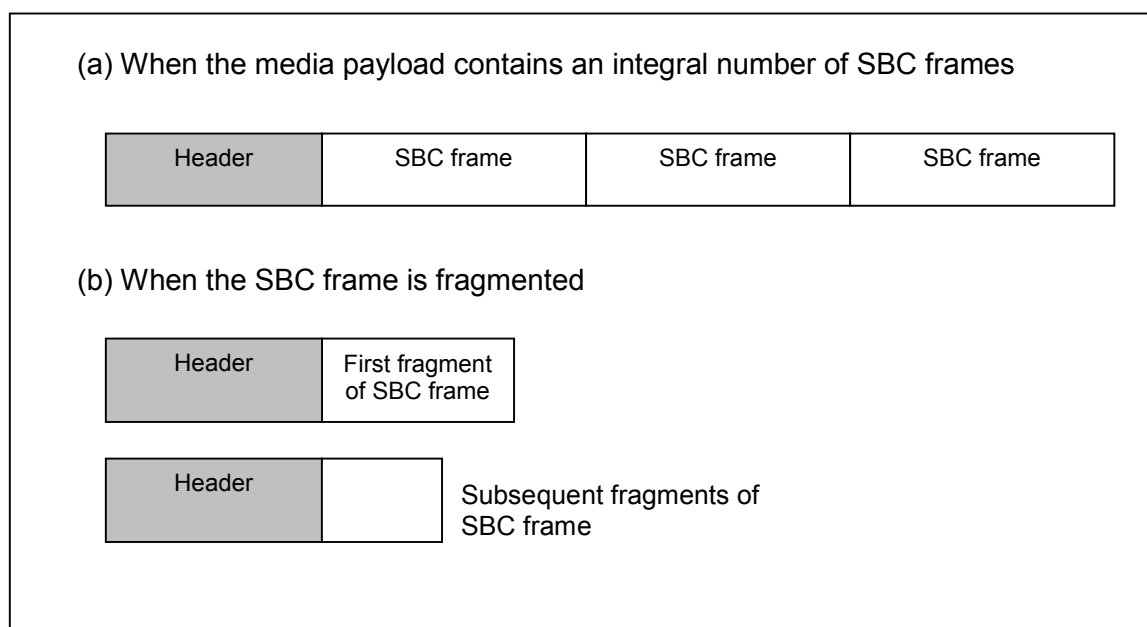 (a) When the media payload contains an integral number of SBC frames
Header SBC frame SBC frame SBC frame
(b) When the SBC frame is fragmented
Header First fragment
of SBC frame
Header
Subsequent fragments of
SBC frame